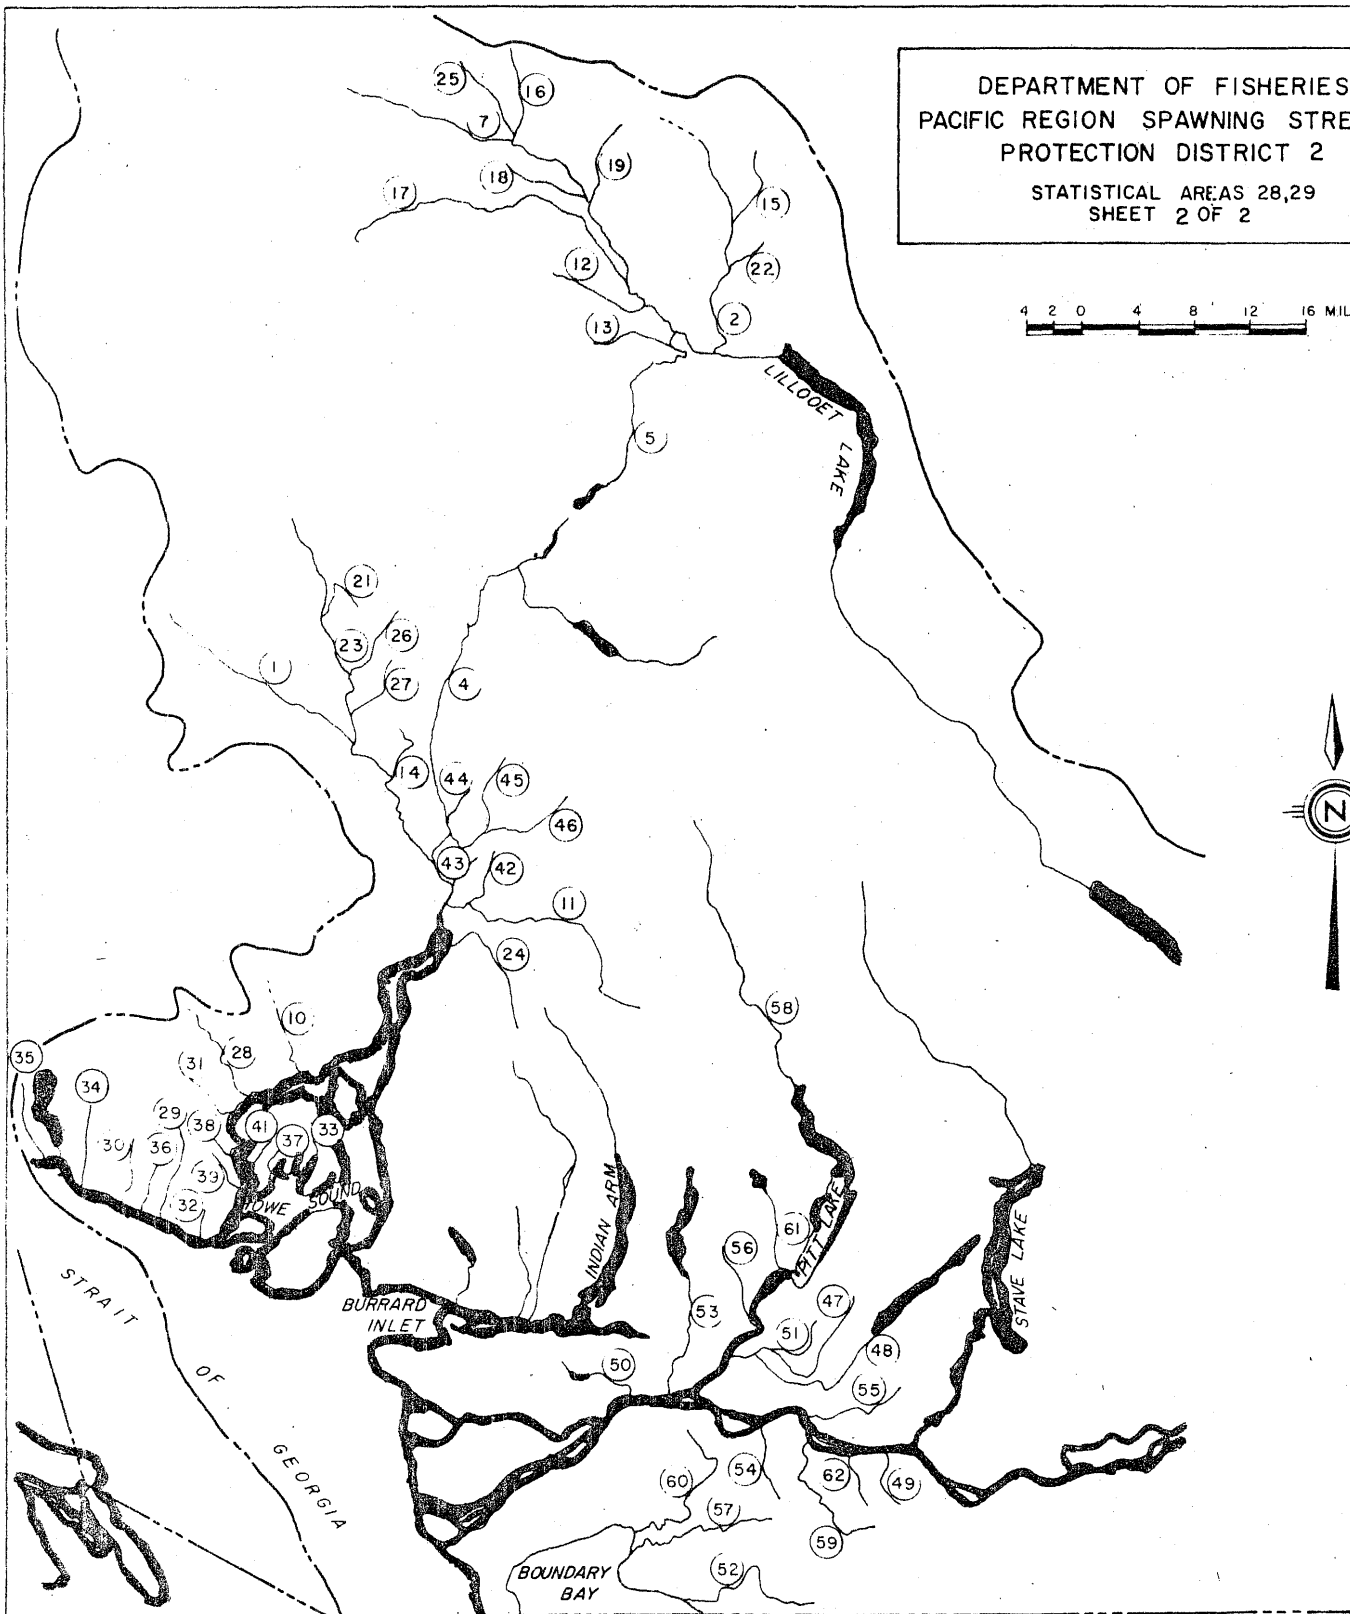 DEPARTMENT OF FISHERIES
PACIFIC REGION SPAWNING STRE
PROTECTION DISTRICT 2
STATISTICAL AREAS 28,29
SHEET 2 OF 2
4 2 0 4 8 12 16 MIL
25
16
7
19
18
17
15
12
22
13
2
LILLOOET
LAKE
5
21
26
23
1
27
4
14
44
45
46
43
42
11
24
N
58
10
35
28
31
34
29
38
41
37
33
30
36
39
32
HOWE SOUND
INDIAN ARM
61
PITT LAKE
56
STAVE LAKE
STRAIT
OF
GEORGIA
BURRARD
INLET
53
47
51
48
50
55
54
60
62
49
57
59
52
BOUNDARY
BAY